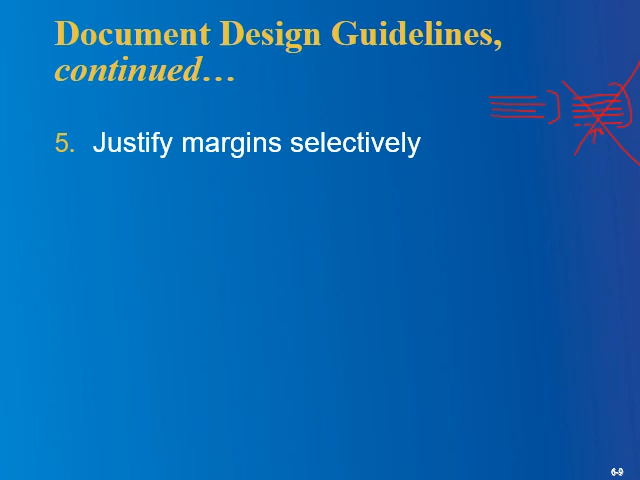 Document Design Guidelines,
continued…
5. Justify margins selectively
6-9